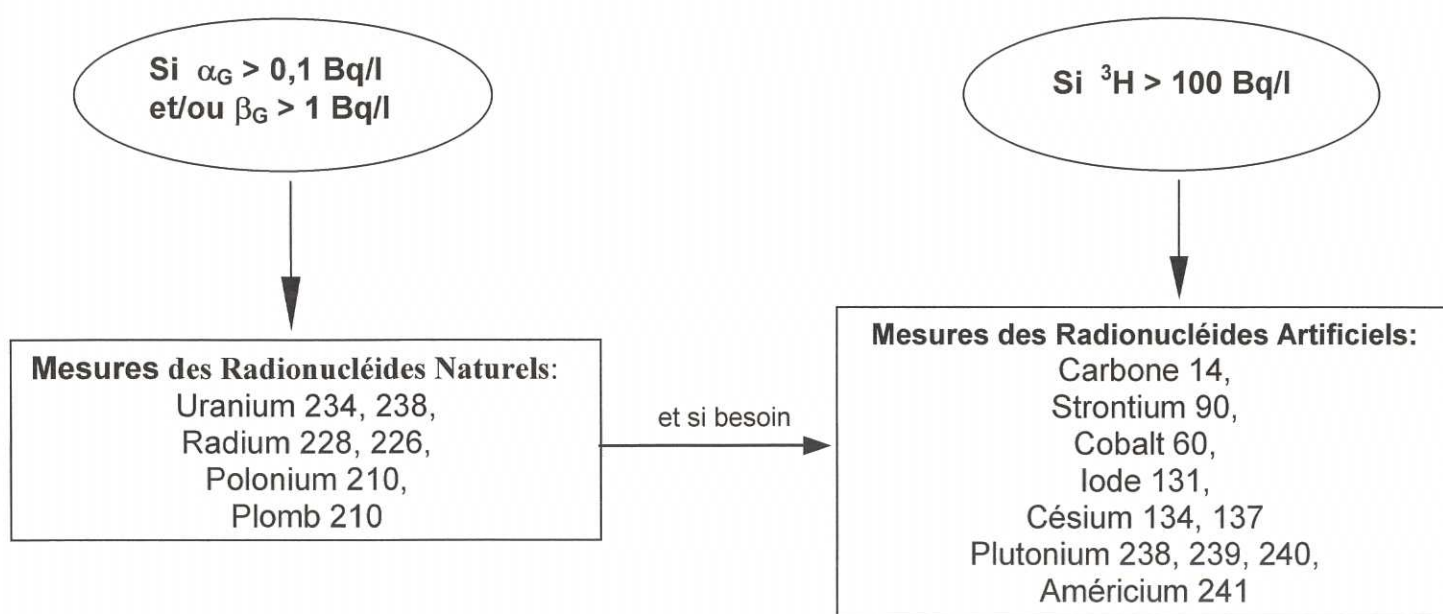 Si α_G > 0,1 Bq/l
et/ou β_G > 1 Bq/l
Si ³H > 100 Bq/l
Mesures des Radionucléides Naturels:
Uranium 234, 238,
Radium 228, 226,
Polonium 210,
Plomb 210
et si besoin
Mesures des Radionucléides Artificiels:
Carbone 14,
Strontium 90,
Cobalt 60,
Iode 131,
Césium 134, 137
Plutonium 238, 239, 240,
Américium 241